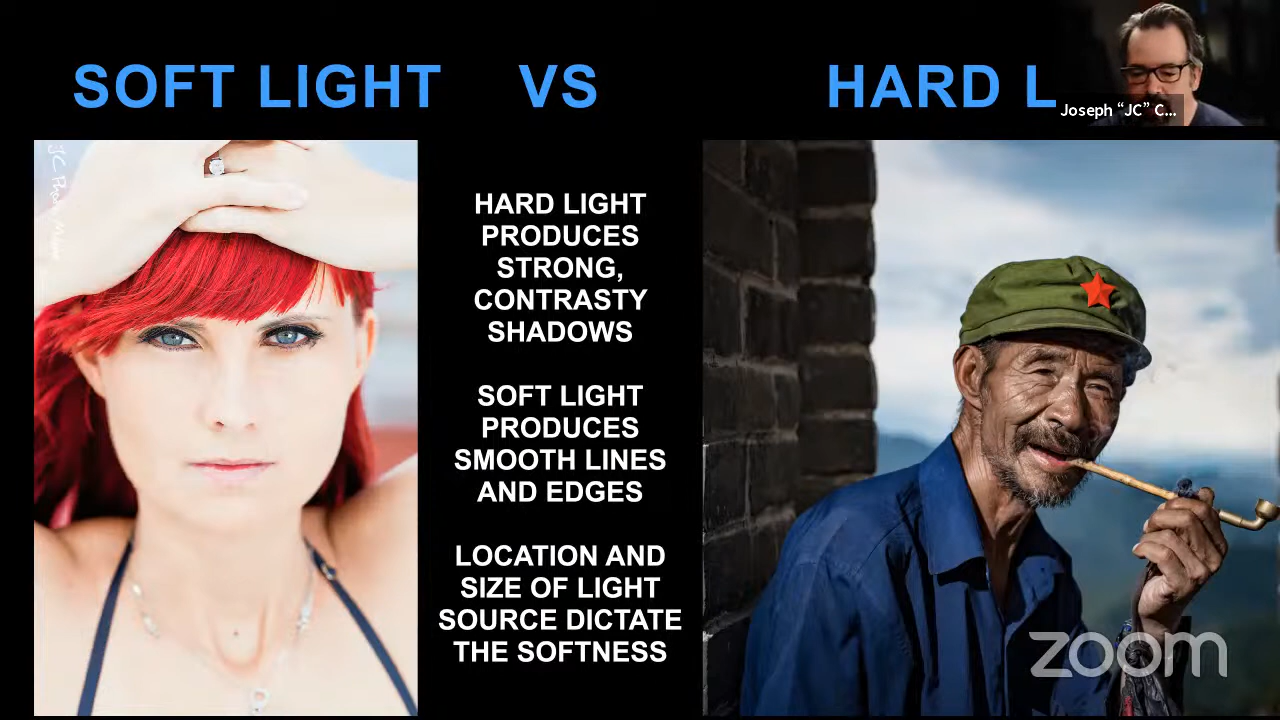 SOFT LIGHT VS HARD L
Joseph “JC” C...
HARD LIGHT
PRODUCES
STRONG,
CONTRASTY
SHADOWS
SOFT LIGHT
PRODUCES
SMOOTH LINES
AND EDGES
LOCATION AND
SIZE OF LIGHT
SOURCE DICTATE
THE SOFTNESS
zoom